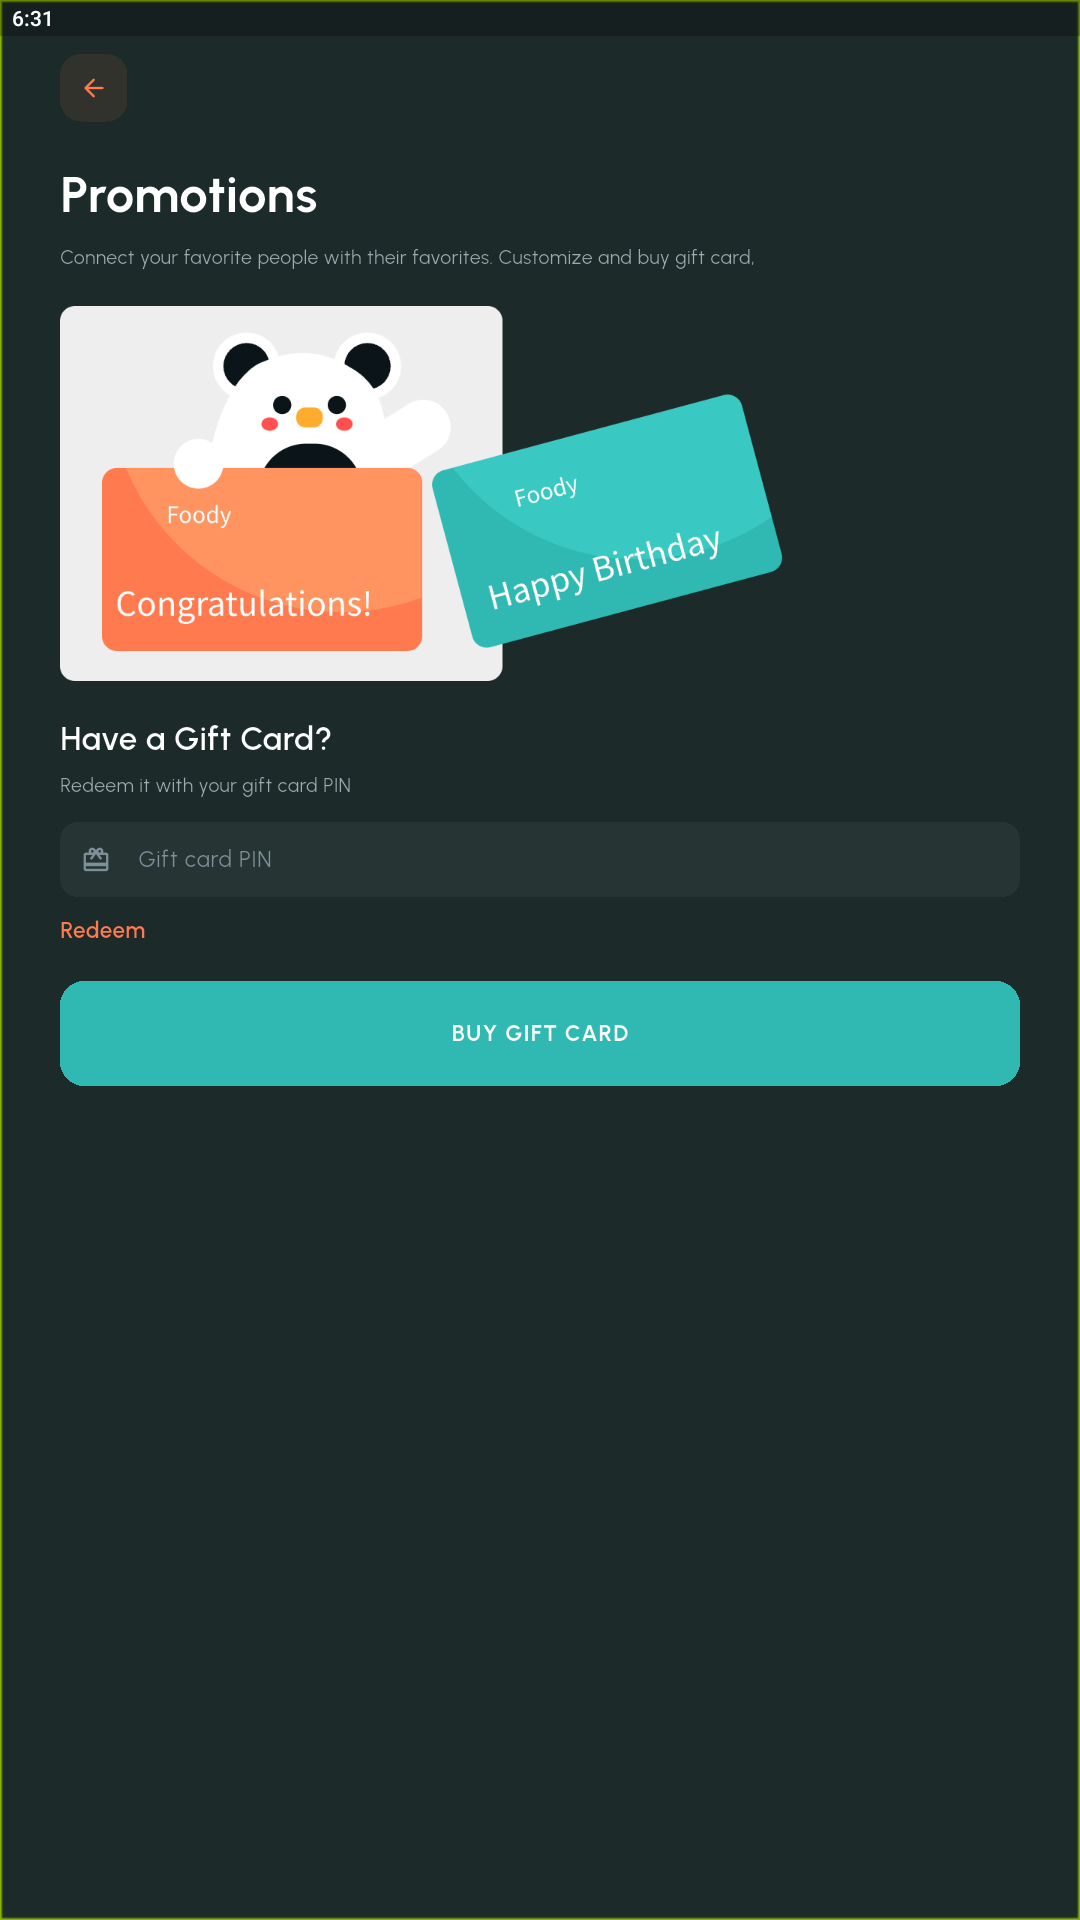 6:31
Promotions
Connect your favorite people with their favorites. Customize and buy gift card,
Foody
Congratulations!
Foody
Happy Birthday
Have a Gift Card?
Redeem it with your gift card PIN
Gift card PIN
Redeem
BUY GIFT CARD